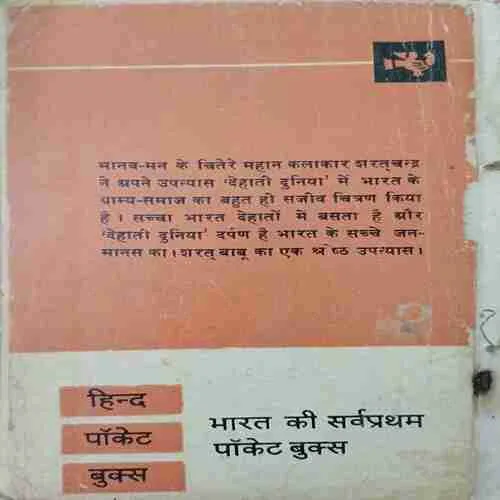 मानव-मन के चितेरे महान कलाकार शरत्चन्द्र
ने अपने उपन्यास 'देहाती दुनिया' में भारत के
ग्राम्य-समाज का बहुत ही सजीव चित्रण किया
है। सच्चा भारत देहातों में बसता है और
'देहाती दुनिया' दर्पण है भारत के सच्चे जन-
मानस का। शरत् बाबू का एक श्रेष्ठ उपन्यास।
हिन्द
पॉकेट
बुक्स
भारत की सर्वप्रथम
पॉकेट बुक्स